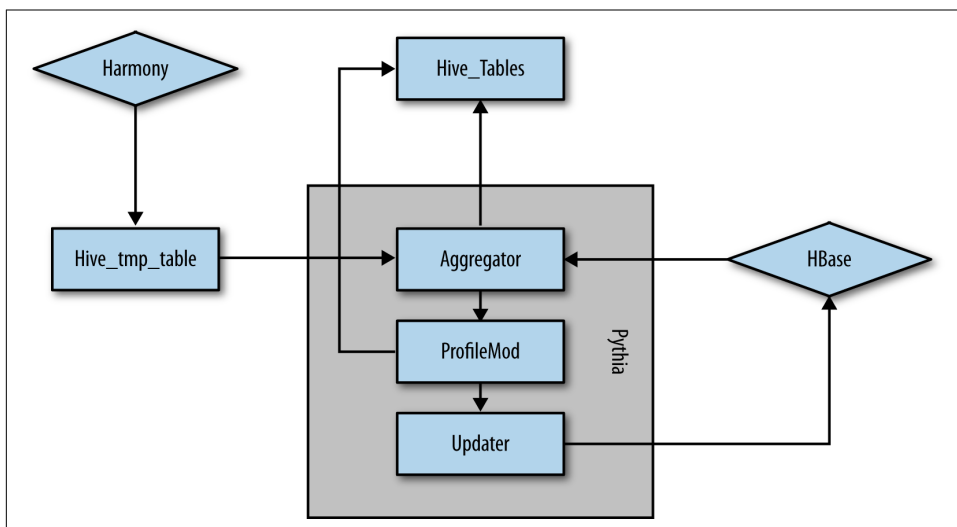 Harmony
Hive_Tables
Hive_tmp_table
Aggregator
HBase
ProfileMod
Pythia
Updater